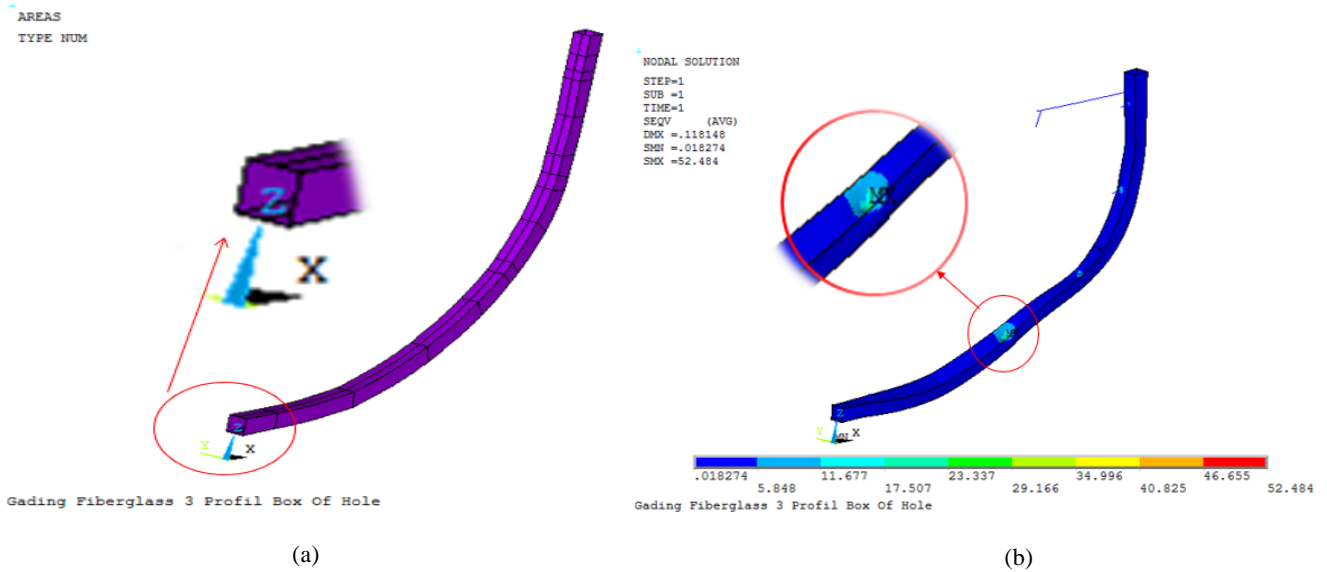 AREAS
TYPE NUM
Z
X
Z
Y
X
Gading Fiberglass 3 Profil Box Of Hole
(a)
NODAL SOLUTION
STEP=1
SUB =1
TIME=1
SEQV (AVG)
DMX =.118148
SMN =.018274
SMX =52.484
MX
Z
Y
X
.018274 11.677 23.337 34.996 46.655
5.848 17.507 29.166 40.825 52.484
Gading Fiberglass 3 Profil Box Of Hole
(b)